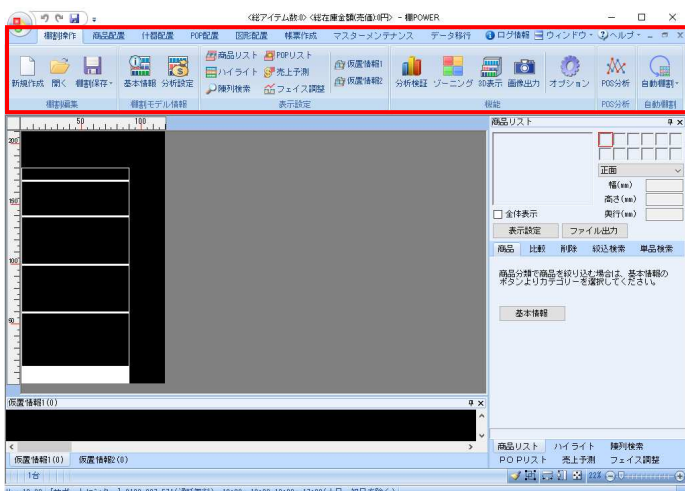 <総アイテム数:0> <総在庫金額(売価):0円> - 棚POWER
棚割操作 商品配置 什器配置 POP配置 図形配置 帳票作成 マスターメンテナンス データ移行 ログ情報 ウィンドウ ヘルプ
商品リスト POPリスト 仮置情報1
新規作成 開く 棚割保存 基本情報 分析設定 ハイライト 売上予測 仮置情報2 分析検証 ゾーニング 3D表示 画像出力 オプション POS分析 自動棚割
陳列検索 フェイス調整
棚割編集 棚割モデル情報 表示設定 機能 POS分析 自動棚割
50 100
200
150
100
50
商品リスト
正面
幅(mm)
高さ(mm)
全体表示 奥行(mm)
表示設定 ファイル出力
商品 比較 削除 絞込検索 単品検索
商品分類で商品を絞り込む場合は、基本情報の
ボタンよりカテゴリーを選択してください。
基本情報
仮置情報1(0)
仮置情報1(0) 仮置情報2(0)
商品リスト ハイライト 陳列検索
POPリスト 売上予測 フェイス調整
1台 22%